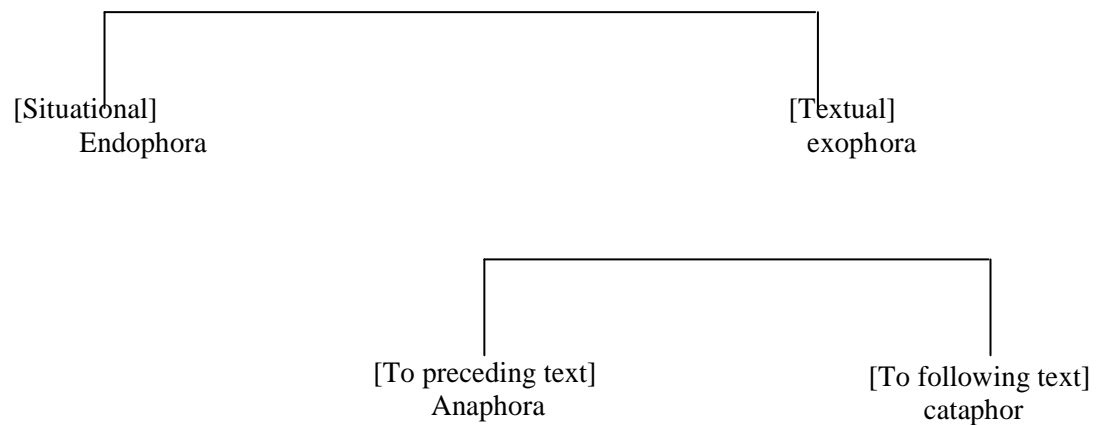 [Situational] [Textual]
Endophora exophora
[To preceding text] [To following text]
Anaphora cataphor